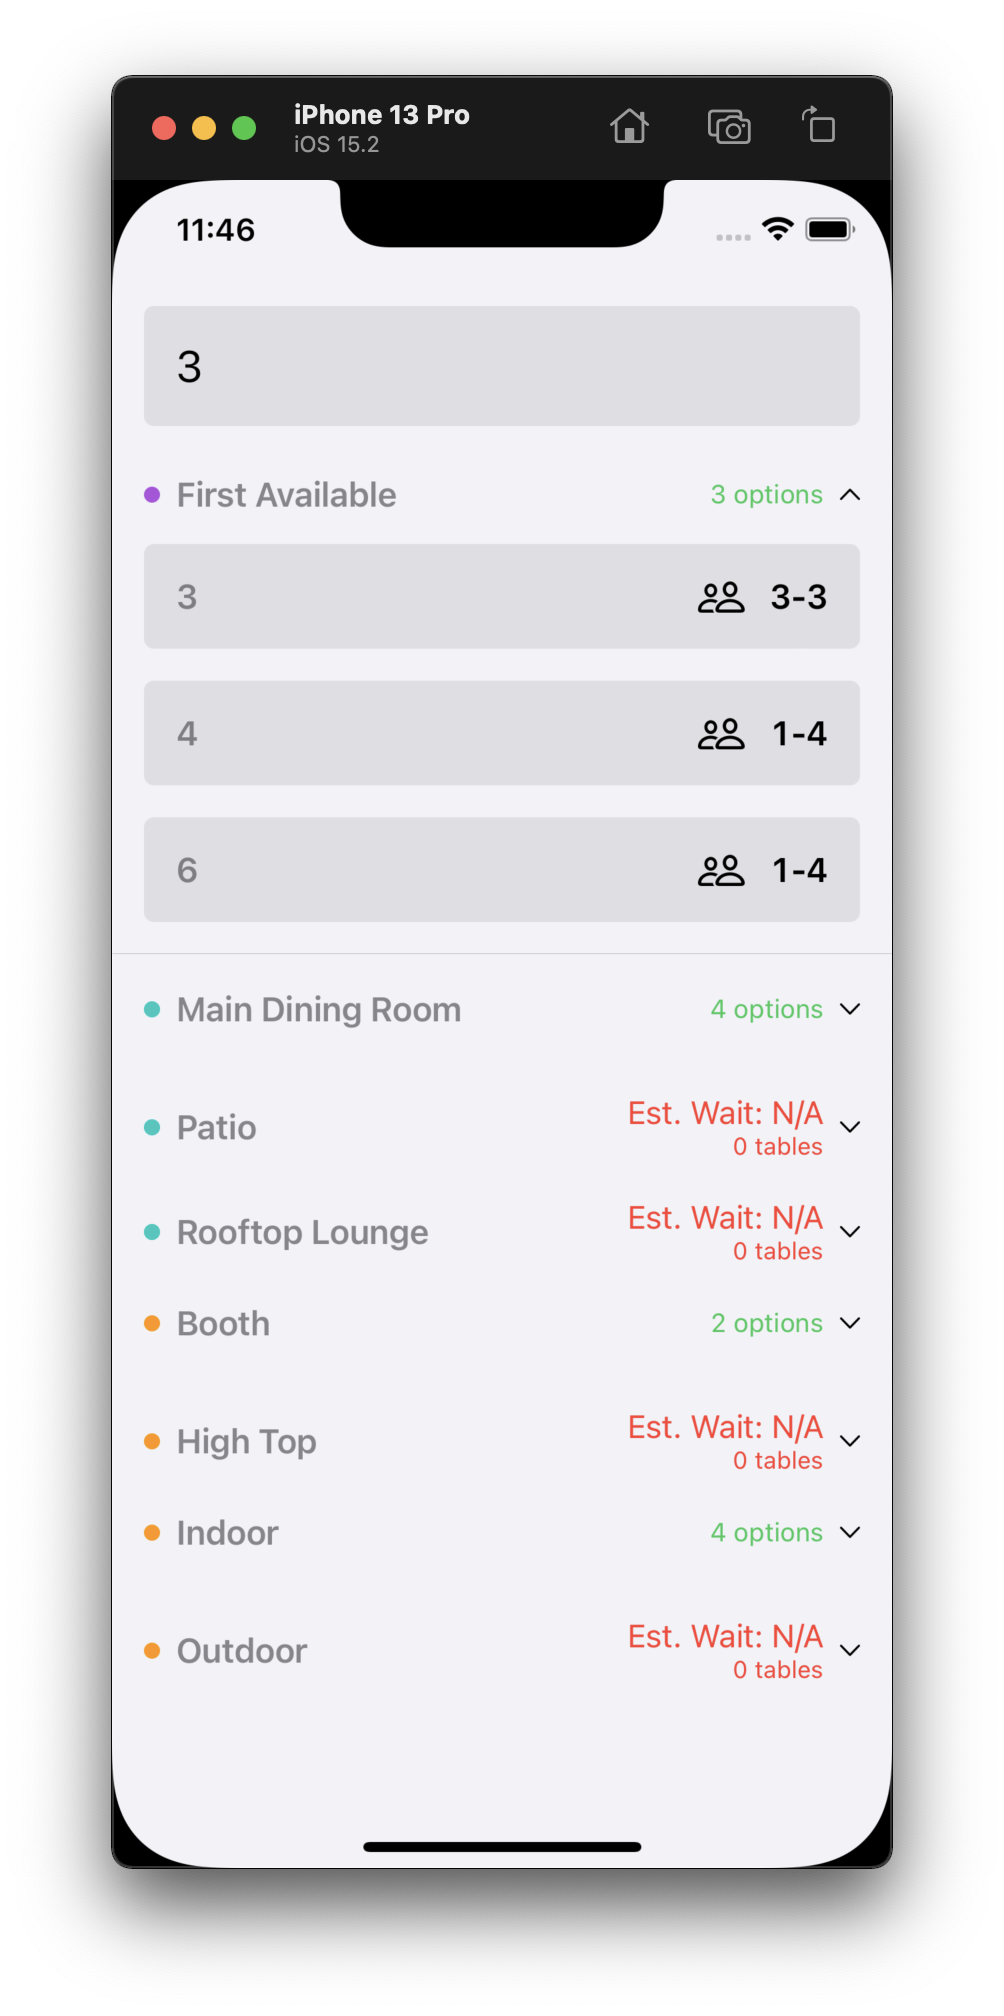 iPhone 13 Pro
iOS 15.2
11:46
3
First Available 3 options
3 3-3
4 1-4
6 1-4
Main Dining Room 4 options
Patio Est. Wait: N/A
0 tables
Rooftop Lounge Est. Wait: N/A
0 tables
Booth 2 options
High Top Est. Wait: N/A
0 tables
Indoor 4 options
Outdoor Est. Wait: N/A
0 tables